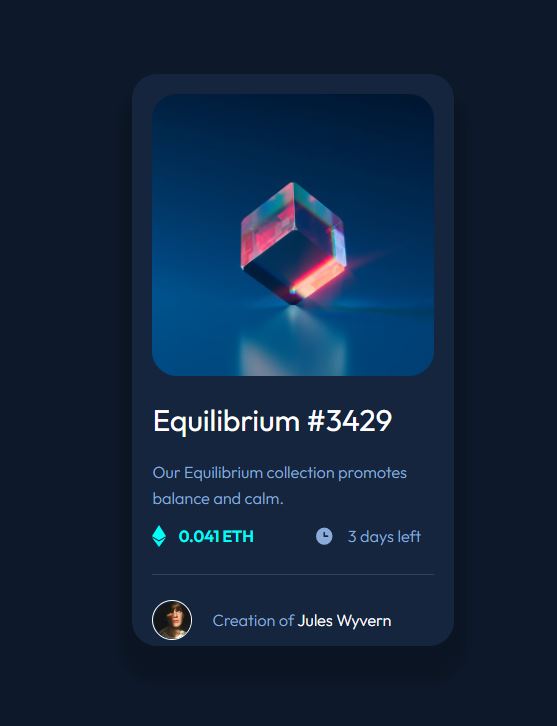 Equilibrium #3429
Our Equilibrium collection promotes
balance and calm.
0.041 ETH
3 days left
Creation of Jules Wyvern